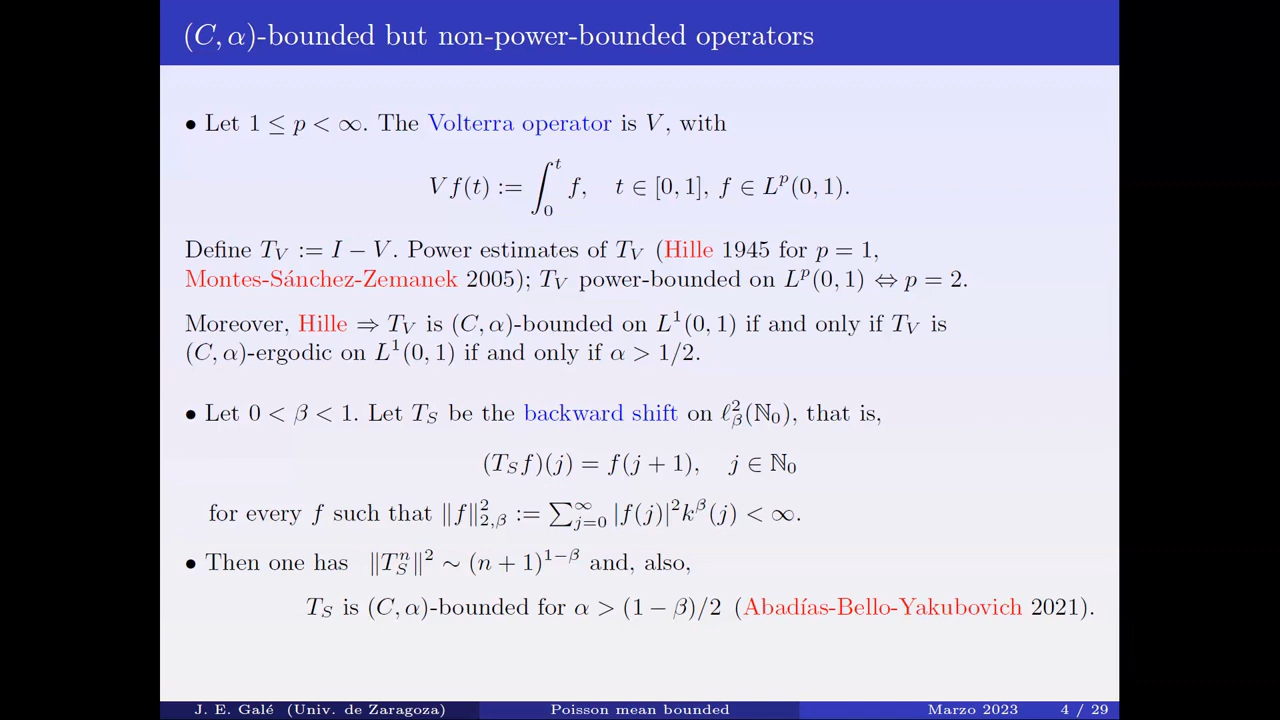 (C, α)-bounded but non-power-bounded operators
• Let 1 ≤ p < ∞. The Volterra operator is V, with
Vf(t) := ∫₀ᵗ f, t ∈ [0, 1], f ∈ Lᵖ(0, 1).
Define T_V := I − V. Power estimates of T_V (Hille 1945 for p = 1,
Montes-Sánchez-Zemanek 2005); T_V power-bounded on Lᵖ(0, 1) ⇔ p = 2.
Moreover, Hille ⇒ T_V is (C, α)-bounded on L¹(0, 1) if and only if T_V is
(C, α)-ergodic on L¹(0, 1) if and only if α > 1/2.
• Let 0 < β < 1. Let T_S be the backward shift on ℓ²_β(ℕ₀), that is,
(T_S f)(j) = f(j + 1), j ∈ ℕ₀
for every f such that ‖f‖²_{2,β} := ∑_{j=0}^∞ |f(j)|²k^β(j) < ∞.
• Then one has ‖T_S^n‖² ∼ (n + 1)^{1−β} and, also,
T_S is (C, α)-bounded for α > (1 − β)/2 (Abadías-Bello-Yakubovich 2021).
J. E. Galé (Univ. de Zaragoza) Poisson mean bounded Marzo 2023 4 / 29